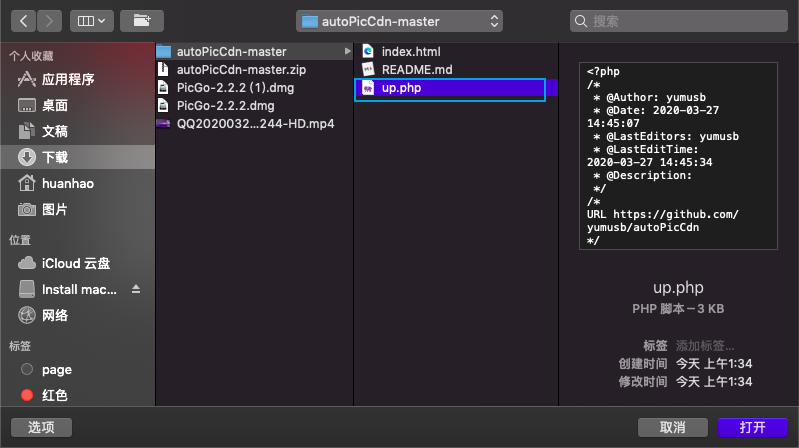 autoPicCdn-master
搜索
个人收藏
应用程序
桌面
文稿
下载
huanhao
图片
位置
iCloud 云盘
Install mac...
网络
标签
page
红色
autoPicCdn-master
autoPicCdn-master.zip
PicGo-2.2.2 (1).dmg
PicGo-2.2.2.dmg
QQ2020032...244-HD.mp4
index.html
README.md
up.php
<?php
/*
* @Author: yumusb
* @Date: 2020-03-27
14:45:07
* @LastEditors: yumusb
* @LastEditTime:
2020-03-27 14:45:34
* @Description:
*/
/*
URL https://github.com/
yumusb/autoPicCdn
*/
up.php
PHP 脚本 – 3 KB
标签 添加标签...
创建时间 今天 上午1:34
修改时间 今天 上午1:34
选项
取消
打开